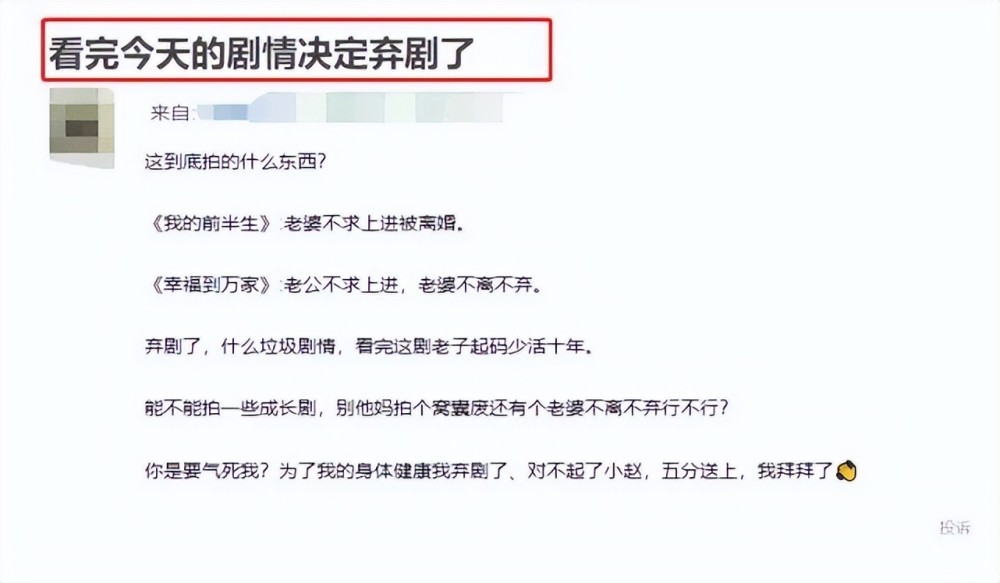 看完今天的剧情决定弃剧了
来自:
这到底拍的什么东西?
《我的前半生》:老婆不求上进被离婚。
《幸福到万家》:老公不求上进，老婆不离不弃。
弃剧了，什么垃圾剧情，看完这剧老子起码少活十年。
能不能拍一些成长剧，别他妈拍个窝囊废还有个老婆不离不弃行不行?
你是要气死我? 为了我的身体健康我弃剧了、对不起了小赵，五分送上，我拜拜了
投诉